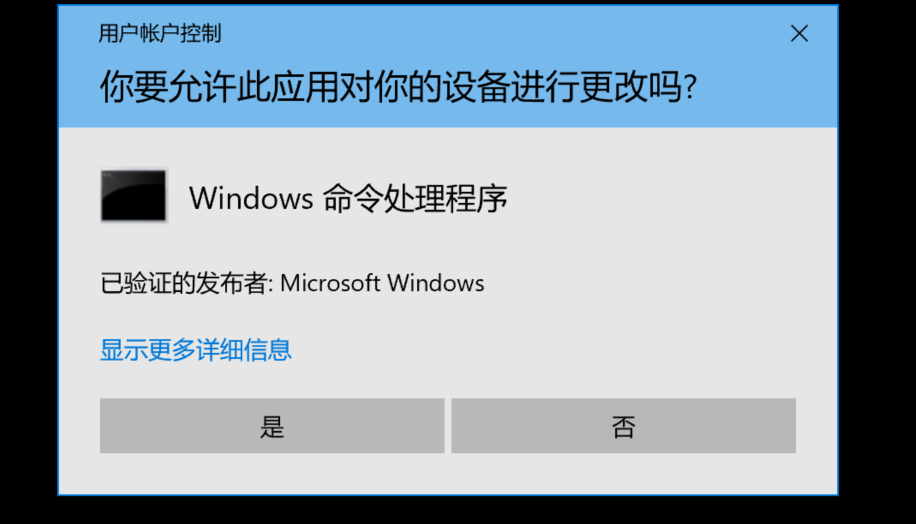 用户帐户控制
你要允许此应用对你的设备进行更改吗?
Windows 命令处理程序
已验证的发布者: Microsoft Windows
显示更多详细信息
是
否